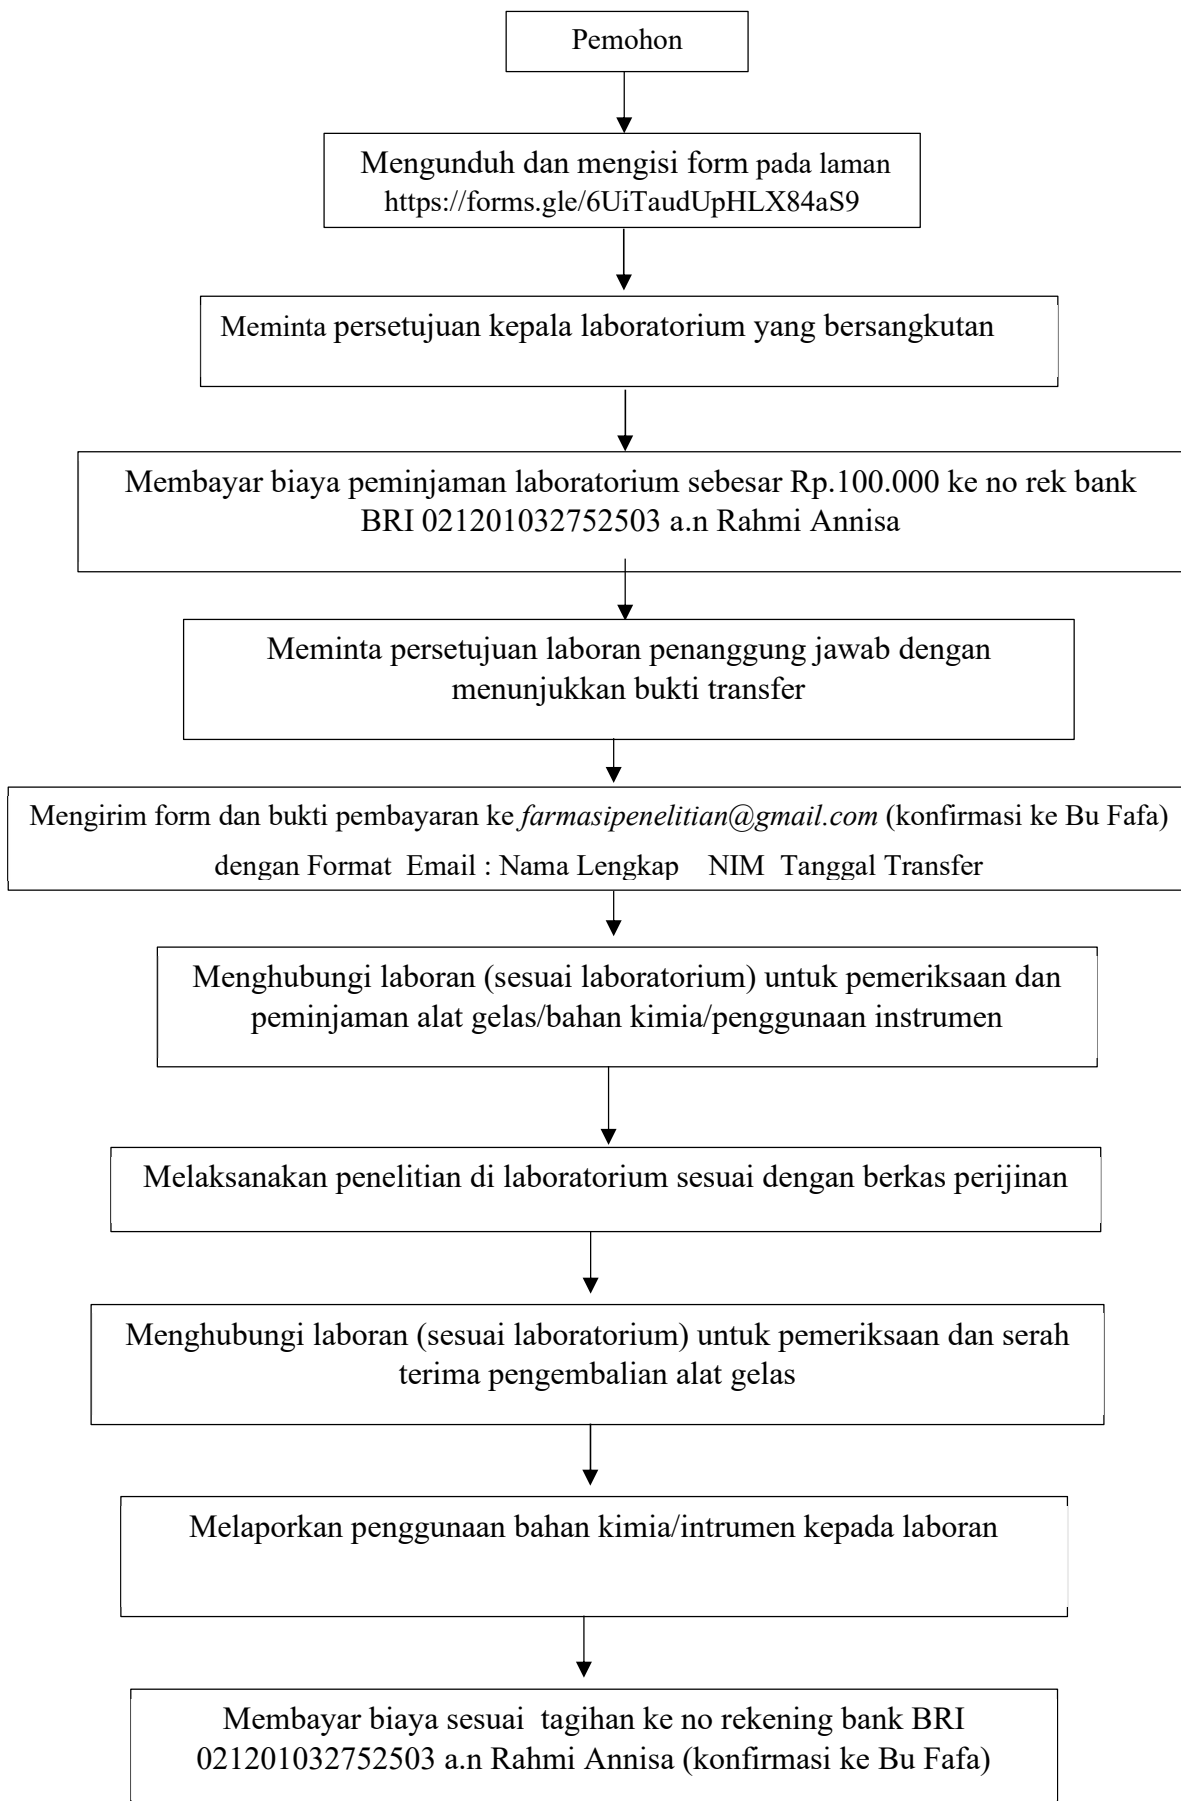 Pemohon
Mengunduh dan mengisi form pada laman
https://forms.gle/6UiTaudUpHLX84aS9
Meminta persetujuan kepala laboratorium yang bersangkutan
Membayar biaya peminjaman laboratorium sebesar Rp.100.000 ke no rek bank
BRI 021201032752503 a.n Rahmi Annisa
Meminta persetujuan laboran penanggung jawab dengan
menunjukkan bukti transfer
Mengirim form dan bukti pembayaran ke farmasipenelitian@gmail.com (konfirmasi ke Bu Fafa)
dengan Format Email : Nama Lengkap NIM Tanggal Transfer
Menghubungi laboran (sesuai laboratorium) untuk pemeriksaan dan
peminjaman alat gelas/bahan kimia/penggunaan instrumen
Melaksanakan penelitian di laboratorium sesuai dengan berkas perijinan
Menghubungi laboran (sesuai laboratorium) untuk pemeriksaan dan serah
terima pengembalian alat gelas
Melaporkan penggunaan bahan kimia/intrumen kepada laboran
Membayar biaya sesuai tagihan ke no rekening bank BRI
021201032752503 a.n Rahmi Annisa (konfirmasi ke Bu Fafa)